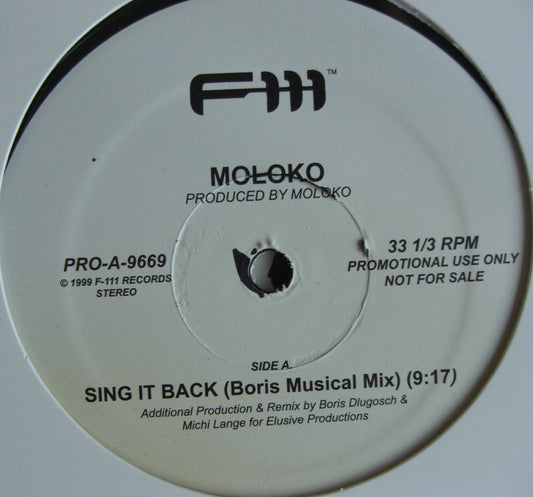 F-111™
MOLOKO
PRODUCED BY MOLOKO
PRO-A-9669
© 1999 F-111 RECORDS
STEREO
33 1/3 RPM
PROMOTIONAL USE ONLY
NOT FOR SALE
SIDE A.
SING IT BACK (Boris Musical Mix) (9:17)
Additional Production & Remix by Boris Dlugosch &
Michi Lange for Elusive Productions